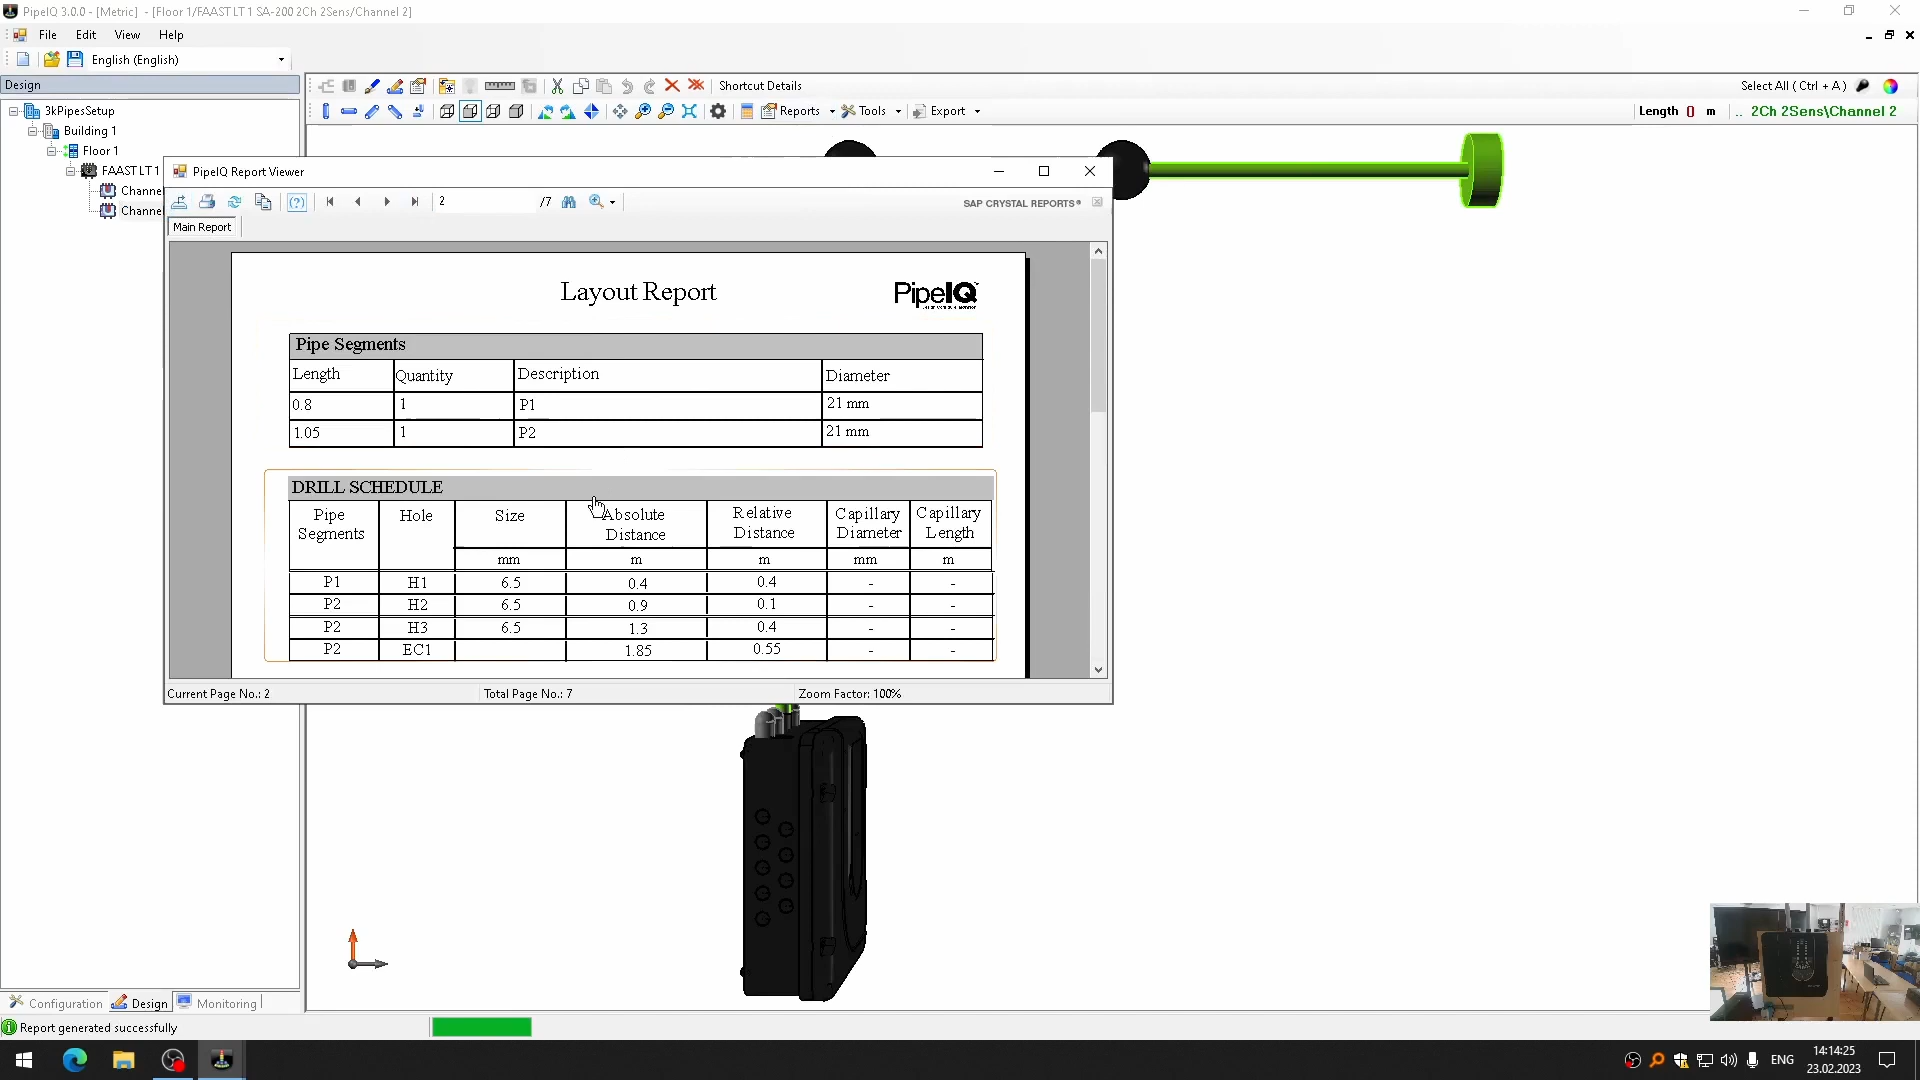 PipeIQ 3.0.0 - [Metric] - [Floor 1/FAAST LT 1 SA-200 2Ch 2Sens/Channel 2]
File Edit View Help
English (English)
Design
Shortcut Details
Select All ( Ctrl + A )
Reports Tools Export
Length 0 m .. 2Ch 2Sens\Channel 2
3kPipesSetup
Building 1
Floor 1
FAAST LT 1
Channe
Channe
PipeIQ Report Viewer
2 /7
SAP CRYSTAL REPORTS®
Main Report
Layout Report
PipeIQ™
Pipe Segments
Length Quantity Description Diameter
0.8 1 P1 21 mm
1.05 1 P2 21 mm
DRILL SCHEDULE
Pipe Segments Hole Size Absolute Distance Relative Distance Capillary Diameter Capillary Length
mm m m mm m
P1 H1 6.5 0.4 0.4 - -
P2 H2 6.5 0.9 0.1 - -
P2 H3 6.5 1.3 0.4 - -
P2 EC1 1.85 0.55 - -
Current Page No.: 2 Total Page No.: 7 Zoom Factor: 100%
Configuration Design Monitoring
Report generated successfully
ENG
14:14:25
23.02.2023